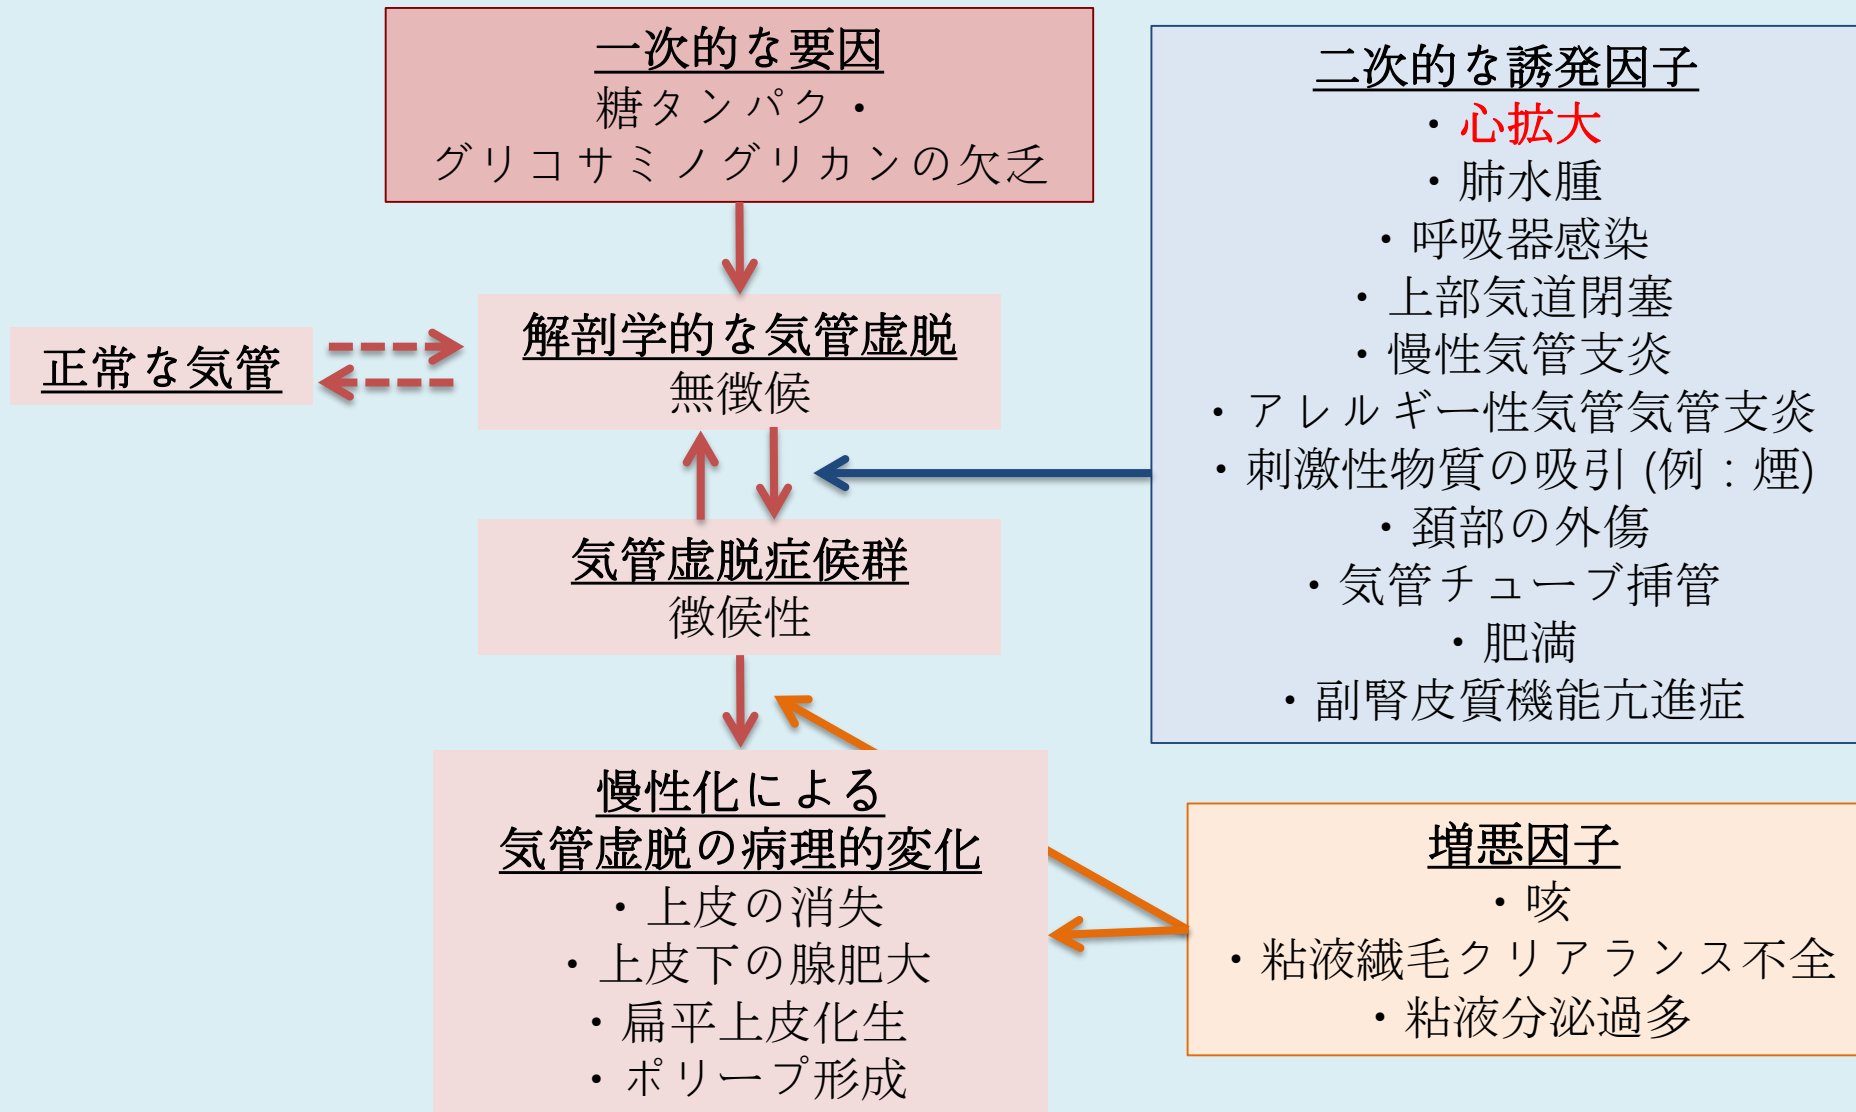 一次的な要因
糖タンパク・
グリコサミノグリカンの欠乏
正常な気管
解剖学的な気管虚脱
無徴候
気管虚脱症候群
徴候性
慢性化による
気管虚脱の病理的変化
・上皮の消失
・上皮下の腺肥大
・扁平上皮化生
・ポリープ形成
二次的な誘発因子
・心拡大
・肺水腫
・呼吸器感染
・上部気道閉塞
・慢性気管支炎
・アレルギー性気管気管支炎
・刺激性物質の吸引 (例：煙)
・頚部の外傷
・気管チューブ挿管
・肥満
・副腎皮質機能亢進症
増悪因子
・咳
・粘液繊毛クリアランス不全
・粘液分泌過多